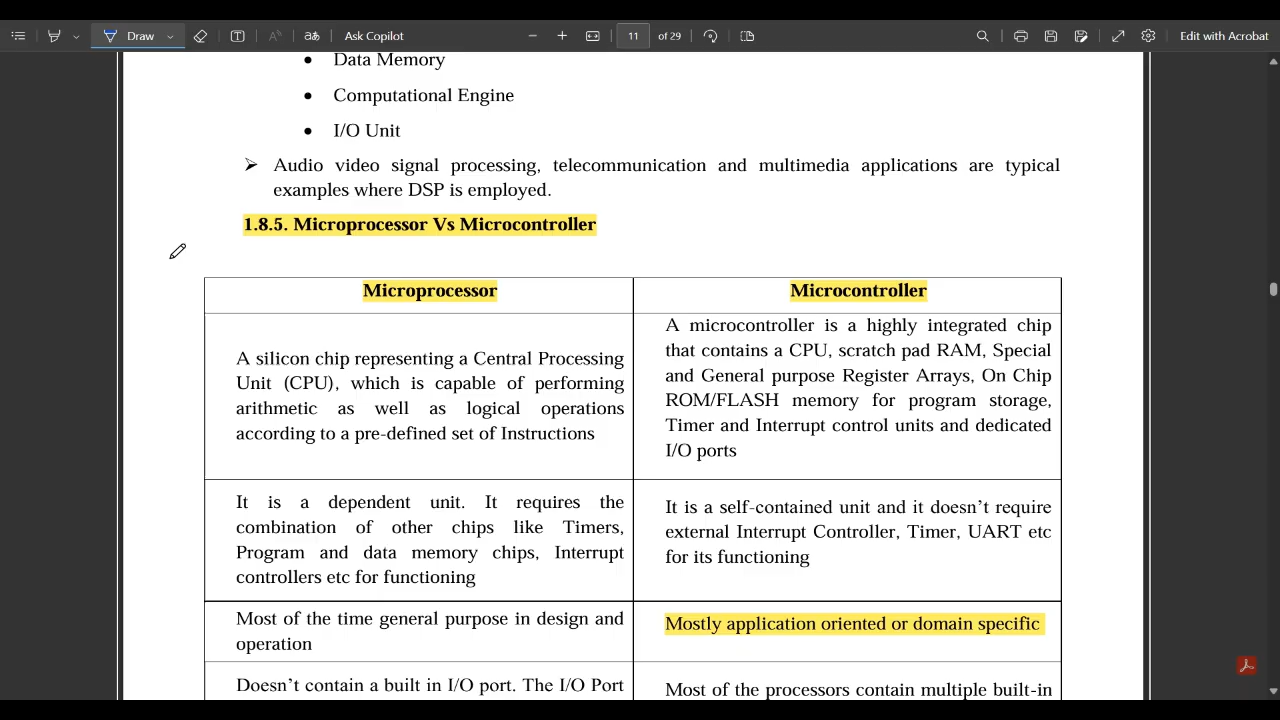 Draw
aあ
Ask Copilot
11
of 29
Edit with Acrobat
• Data Memory
• Computational Engine
• I/O Unit
➢ Audio video signal processing, telecommunication and multimedia applications are typical
examples where DSP is employed.
1.8.5. Microprocessor Vs Microcontroller
Microprocessor
Microcontroller
A silicon chip representing a Central Processing
Unit (CPU), which is capable of performing
arithmetic as well as logical operations
according to a pre-defined set of Instructions
A microcontroller is a highly integrated chip
that contains a CPU, scratch pad RAM, Special
and General purpose Register Arrays, On Chip
ROM/FLASH memory for program storage,
Timer and Interrupt control units and dedicated
I/O ports
It is a dependent unit. It requires the
combination of other chips like Timers,
Program and data memory chips, Interrupt
controllers etc for functioning
It is a self-contained unit and it doesn’t require
external Interrupt Controller, Timer, UART etc
for its functioning
Most of the time general purpose in design and
operation
Mostly application oriented or domain specific
Doesn’t contain a built in I/O port. The I/O Port
Most of the processors contain multiple built-in